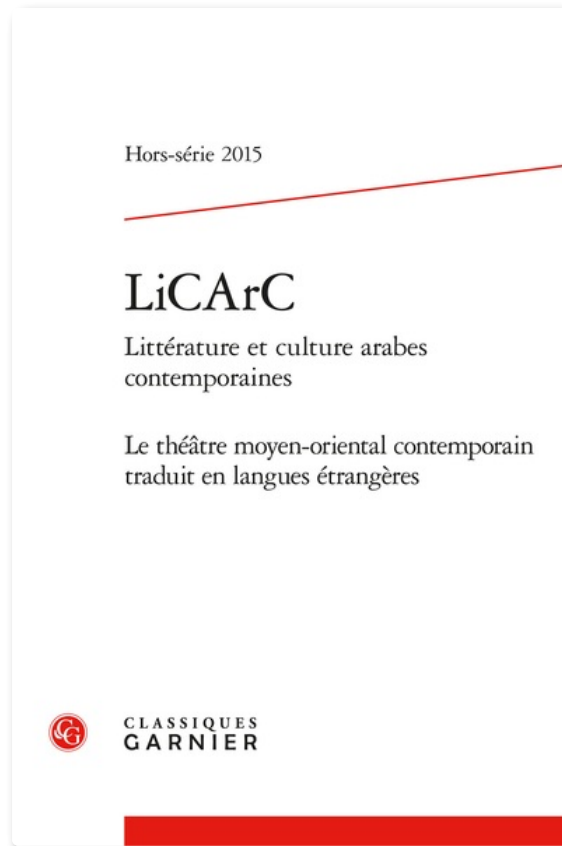 Hors-série 2015
LiCArC
Littérature et culture arabes
contemporaines
Le théâtre moyen-oriental contemporain
traduit en langues étrangères
CG
CLASSIQUES
GARNIER